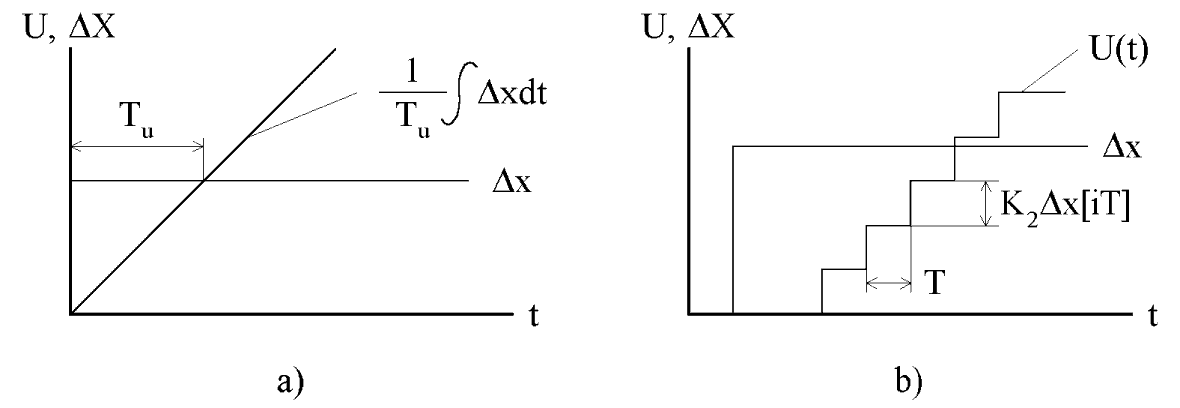 U, ΔX
T_u
1/T_u ∫ Δxdt
Δx
t
a)
U, ΔX
U(t)
Δx
K_2Δx[iT]
T
t
b)